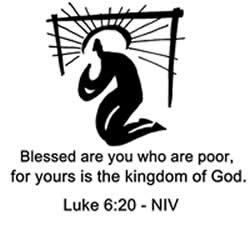 Blessed are you who are poor,
for yours is the kingdom of God.
Luke 6:20 - NIV